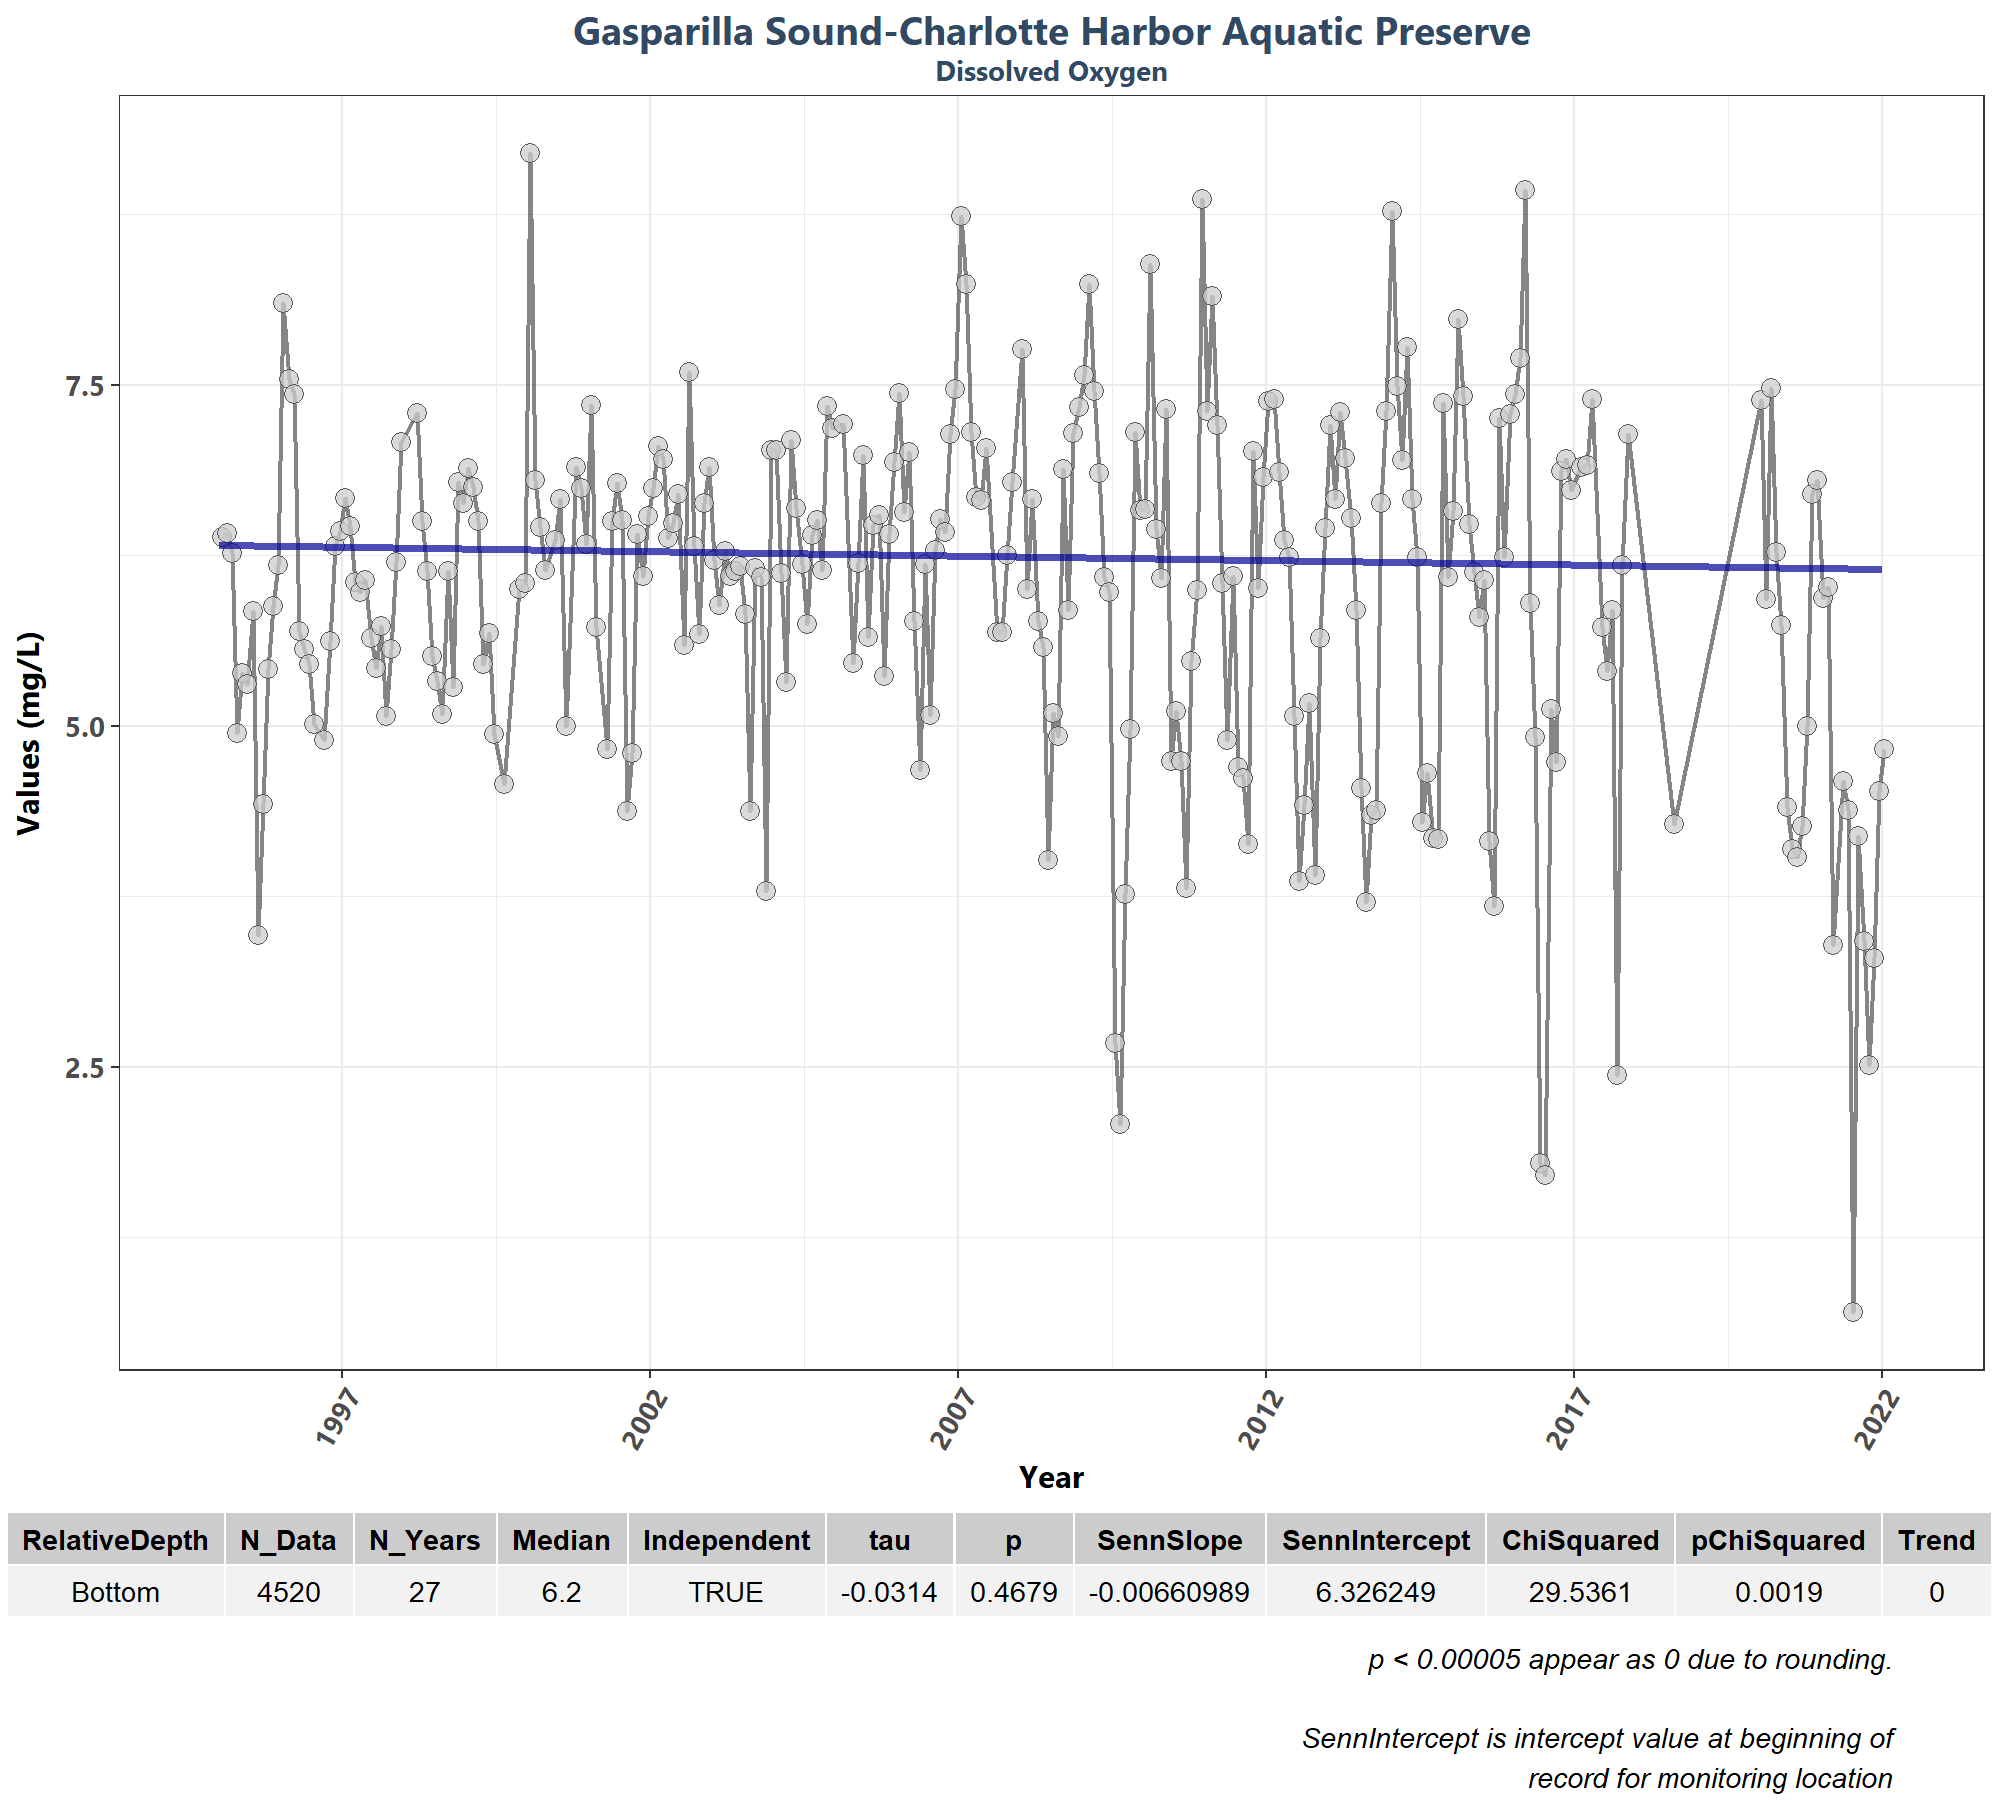 Gasparilla Sound-Charlotte Harbor Aquatic Preserve
Dissolved Oxygen
Values (mg/L)
7.5
5.0
2.5
1997
2002
2007
2012
2017
2022
Year
RelativeDepth N_Data N_Years Median Independent tau p SennSlope SennIntercept ChiSquared pChiSquared Trend
Bottom 4520 27 6.2 TRUE -0.0314 0.4679 -0.00660989 6.326249 29.5361 0.0019 0
p < 0.00005 appear as 0 due to rounding.
SennIntercept is intercept value at beginning of
record for monitoring location